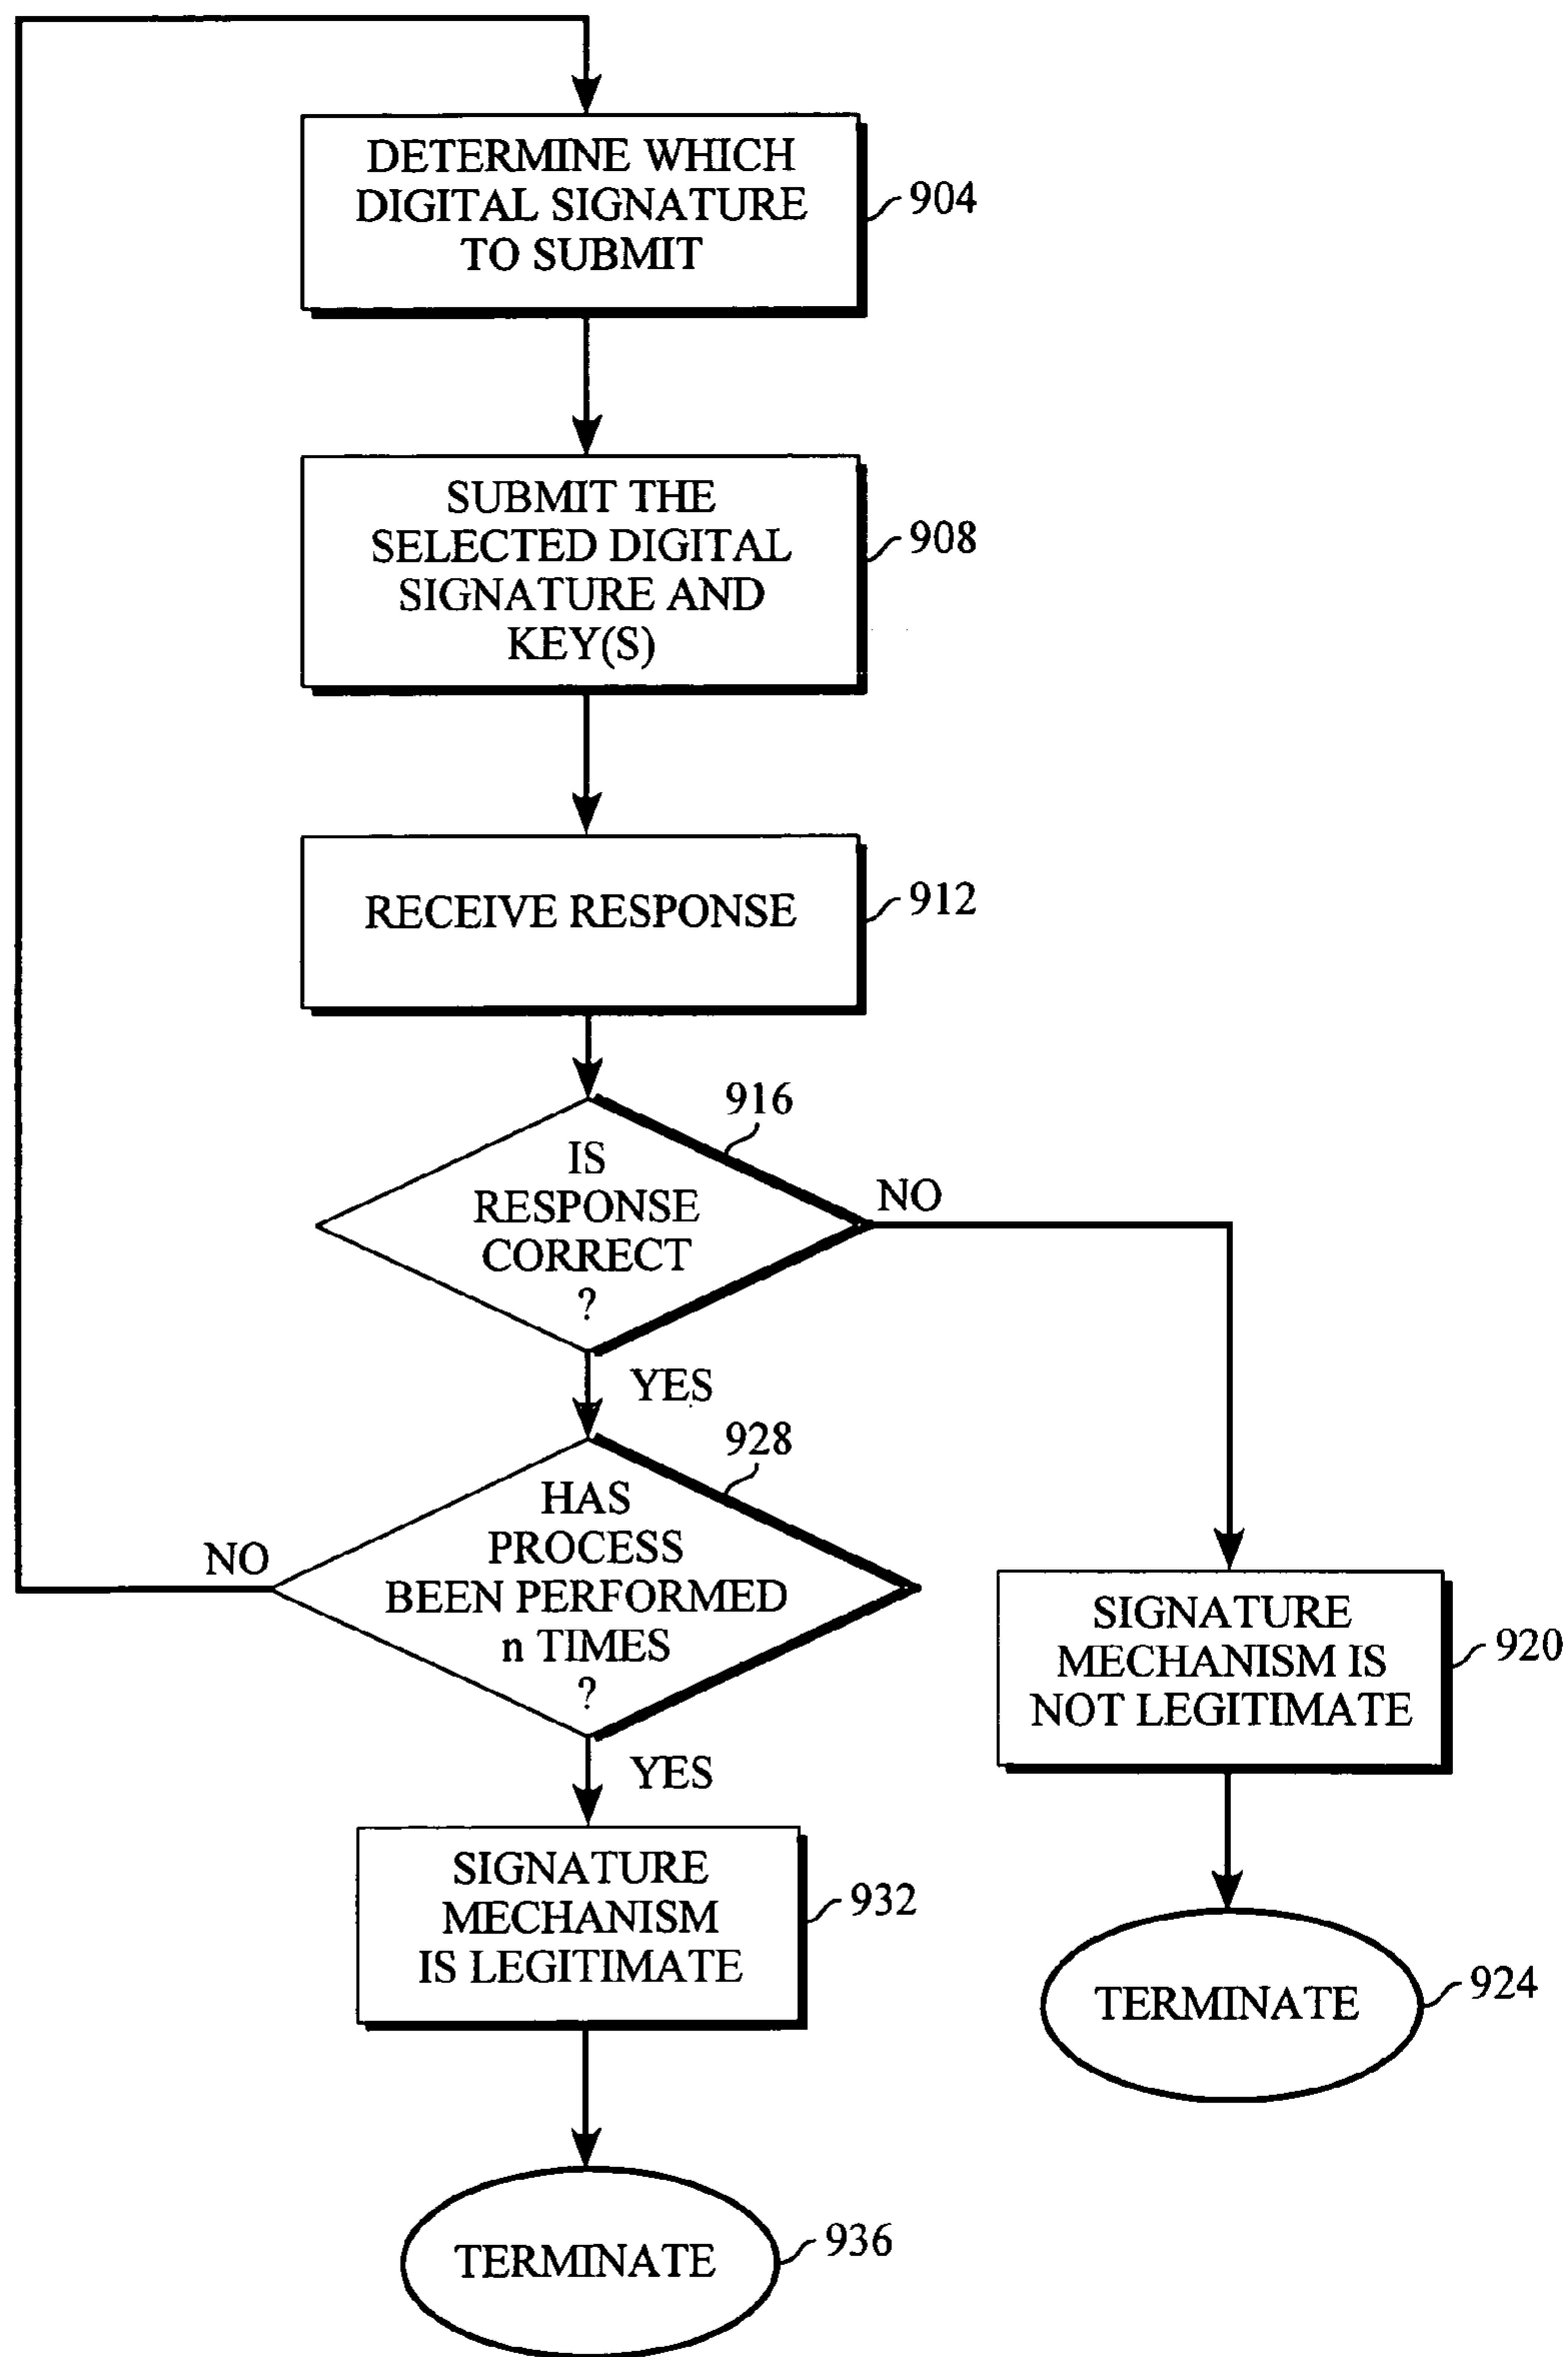 DETERMINE WHICH
DIGITAL SIGNATURE
TO SUBMIT
904
SUBMIT THE
SELECTED DIGITAL
SIGNATURE AND
KEY(S)
908
RECEIVE RESPONSE
912
916
IS
RESPONSE
CORRECT
?
NO
YES
928
HAS
PROCESS
BEEN PERFORMED
n TIMES
?
NO
YES
SIGNATURE
MECHANISM IS
NOT LEGITIMATE
920
SIGNATURE
MECHANISM
IS LEGITIMATE
932
TERMINATE
924
TERMINATE
936